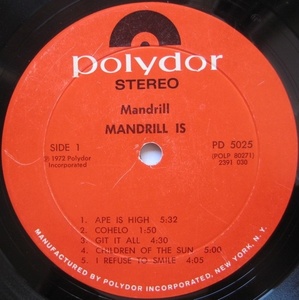 polydor
STEREO
Mandrill
MANDRILL IS
SIDE 1
PD 5025
℗ 1972 Polydor
Incorporated
(POLP 80271)
2391 030
1. APE IS HIGH 5:32
2. COHELO 1:50
3. GIT IT ALL 4:30
4. CHILDREN OF THE SUN 5:00
5. I REFUSE TO SMILE 4:05
MANUFACTURED BY POLYDOR INCORPORATED, NEW YORK, N.Y.